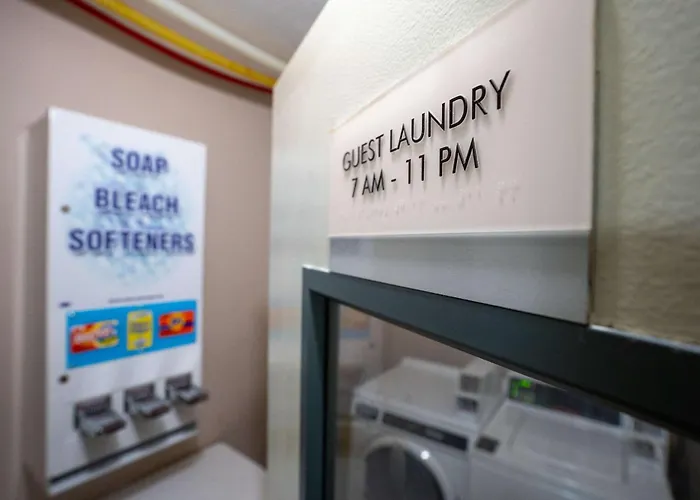 SOAP
BLEACH
SOFTENERS
GUEST LAUNDRY
7 AM - 11 PM